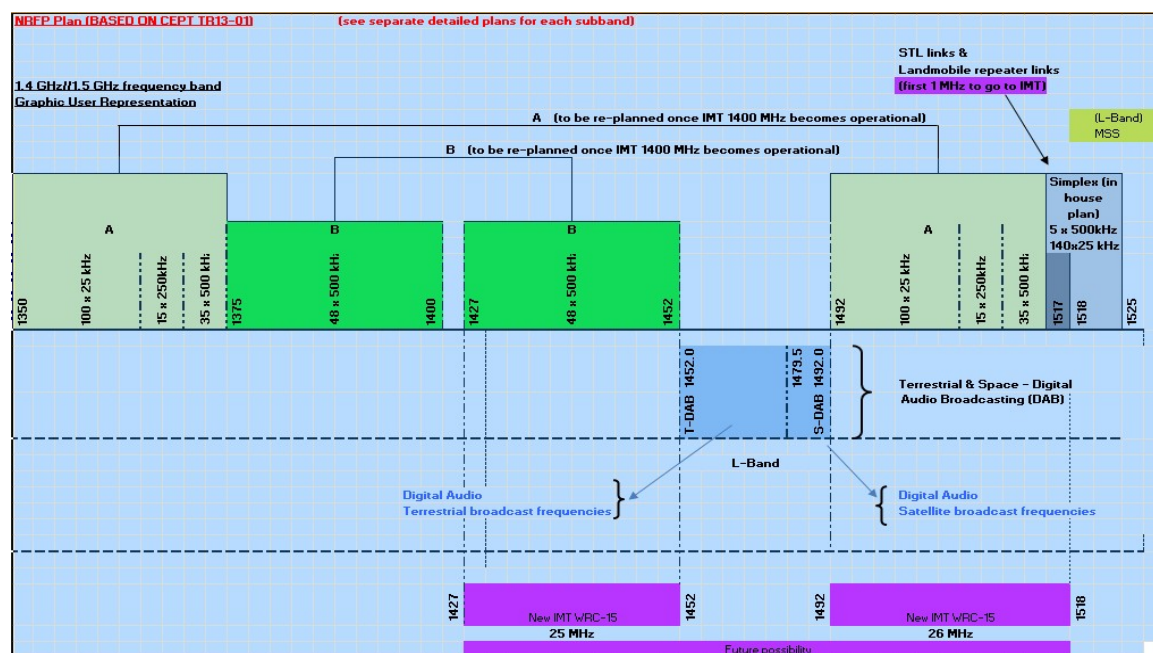 NRFP Plan (BASED ON CEPT TR13-01) (see separate detailed plans for each subband)
STL links &
Landmobile repeater links
(first 1 MHz to go to IMT)
1.4 GHz//1.5 GHz frequency band
Graphic User Representation
A (to be re-planned once IMT 1400 MHz becomes operational)
(L-Band)
MSS
B (to be re-planned once IMT 1400 MHz becomes operational)
Simplex (in
house
plan)
5 x 500kHz
140x25 kHz
A
B
B
A
1350
100 x 25 kHz
15 x 250kHz
35 x 500 kHz
1375
48 x 500 kHz
1400
1427
48 x 500 kHz
1452
1492
100 x 25 kHz
15 x 250kHz
35 x 500 kHz
1517
1518
1525
T-DAB 1452.0
1479.5
S-DAB 1492.0
Terrestrial & Space - Digital
Audio Broadcasting (DAB)
L-Band
Digital Audio
Terrestrial broadcast frequencies
Digital Audio
Satellite broadcast frequencies
1427
New IMT WRC-15
25 MHz
1452
1492
New IMT WRC-15
26 MHz
1518
Future possibility